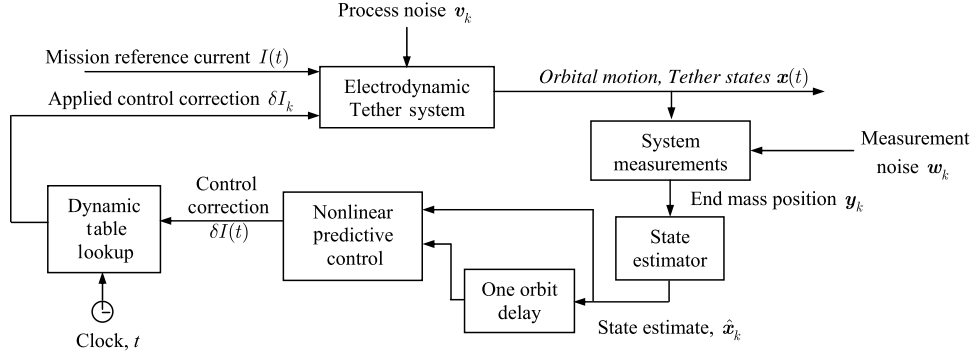 Process noise v_k
Mission reference current I(t)
Electrodynamic
Tether system
Orbital motion, Tether states x(t)
Applied control correction δI_k
System
measurements
Measurement
noise w_k
End mass position y_k
Dynamic
table
lookup
Control
correction
δI(t)
Nonlinear
predictive
control
State
estimator
One orbit
delay
State estimate, x̂_k
Clock, t